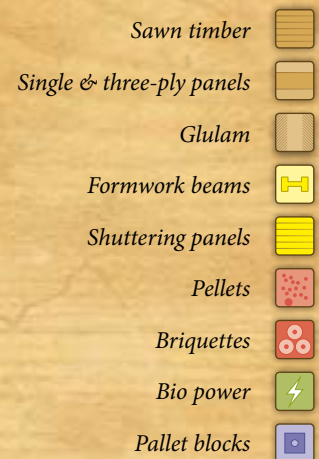 Sawn timber
Single & three-ply panels
Glulam
Formwork beams
Shuttering panels
Pellets
Briquettes
Bio power
Pallet blocks